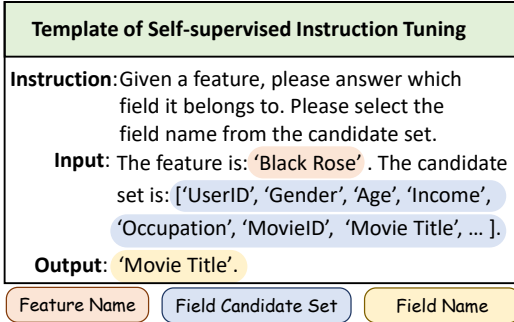 Template of Self-supervised Instruction Tuning
Instruction: Given a feature, please answer which
field it belongs to. Please select the
field name from the candidate set.
Input: The feature is: ‘Black Rose’ . The candidate
set is: [‘UserID’, ‘Gender’, ‘Age’, ‘Income’,
‘Occupation’, ‘MovieID’, ‘Movie Title’, ... ].
Output: ‘Movie Title’.
Feature Name Field Candidate Set Field Name